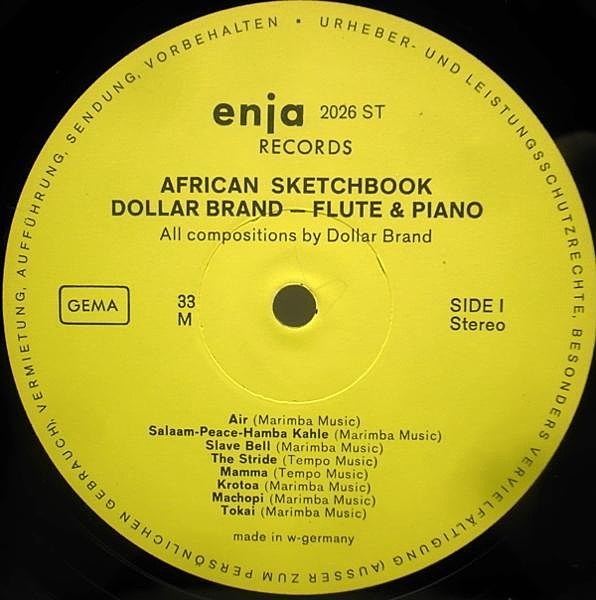 URHEBER- UND LEISTUNGSSCHUTZRECHTE, BESONDERS VERVIELFÄLTIGUNG (AUSSER ZUM PERSÖNLICHEN GEBRAUCH), VERMIETUNG, AUFFÜHRUNG, SENDUNG, VORBEHALTEN •
enja 2026 ST
RECORDS
AFRICAN SKETCHBOOK
DOLLAR BRAND – FLUTE & PIANO
All compositions by Dollar Brand
GEMA
33
M
SIDE I
Stereo
Air (Marimba Music)
Salaam-Peace-Hamba Kahle (Marimba Music)
Slave Bell (Marimba Music)
The Stride (Tempo Music)
Mamma (Tempo Music)
Krotoa (Marimba Music)
Machopi (Marimba Music)
Tokai (Marimba Music)
made in w-germany